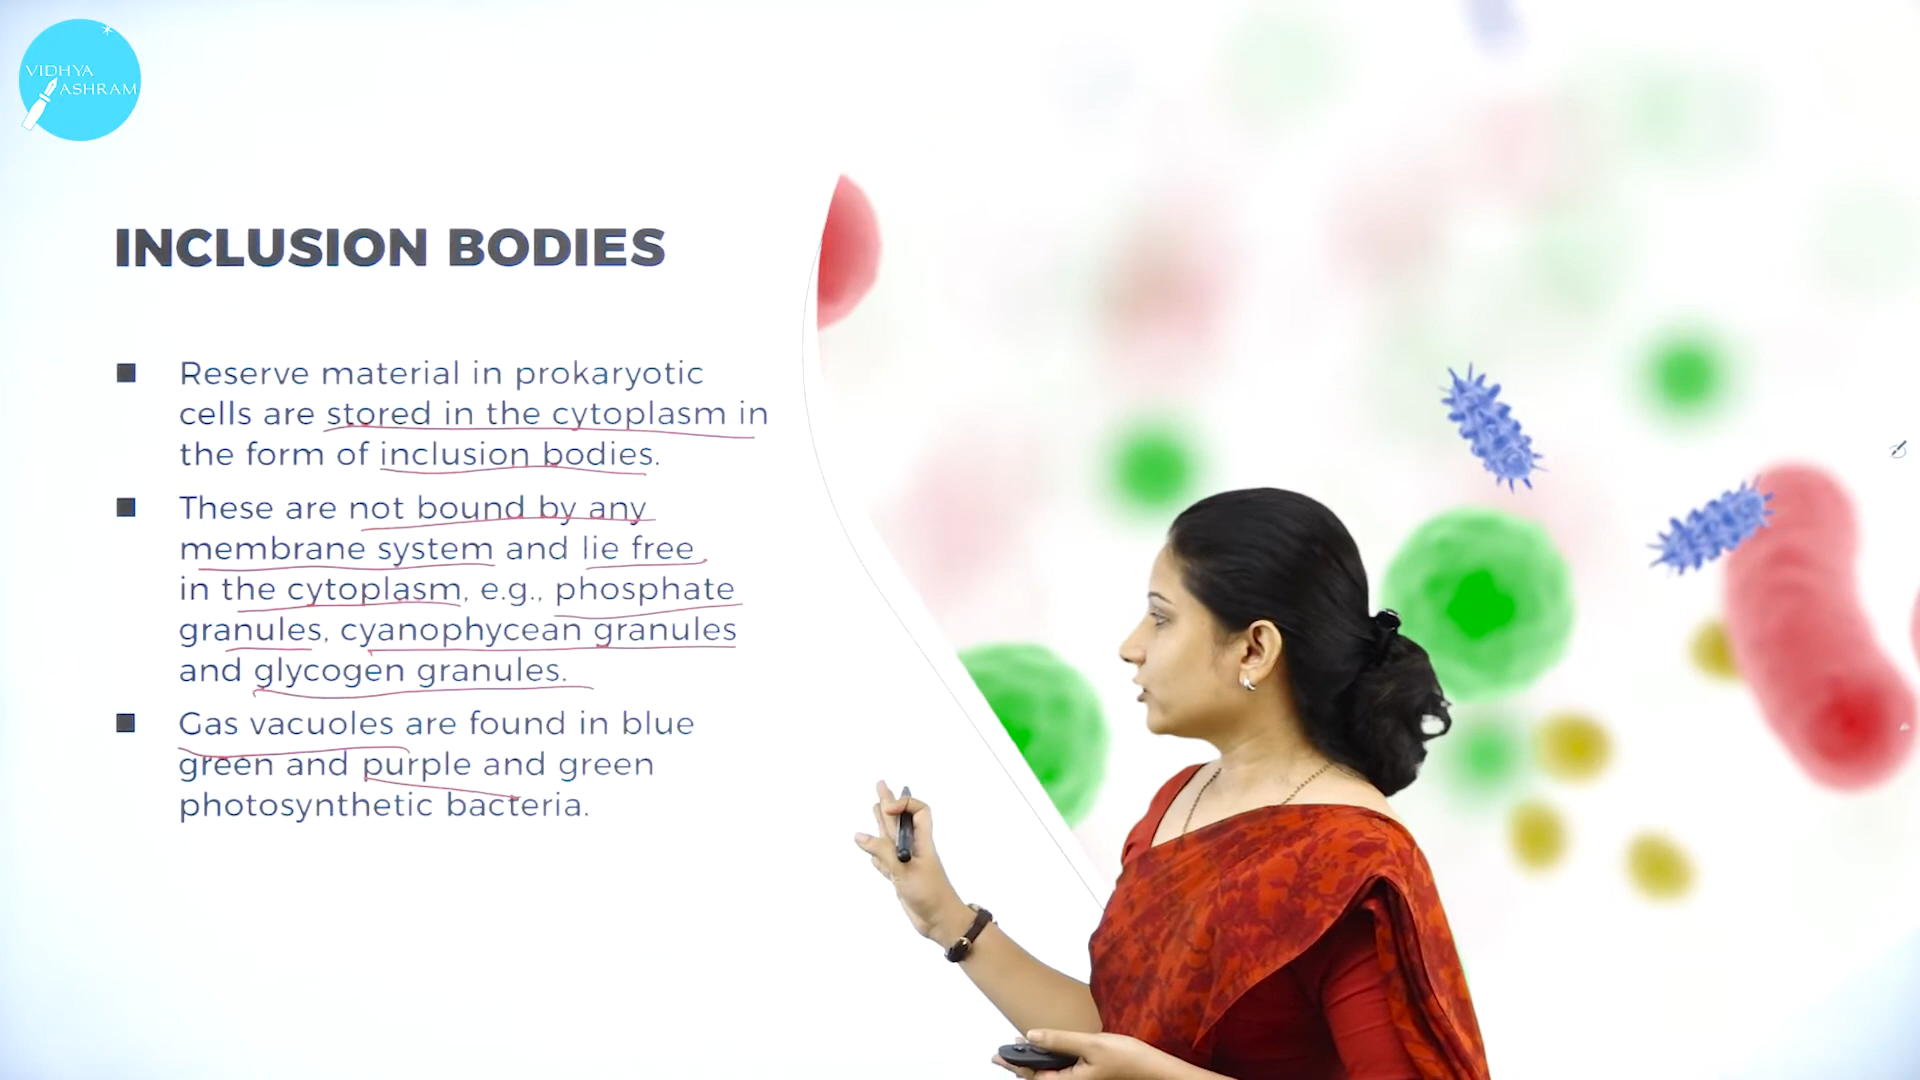 VIDHYA
ASHRAM
INCLUSION BODIES
■ Reserve material in prokaryotic
cells are stored in the cytoplasm in
the form of inclusion bodies.
■ These are not bound by any
membrane system and lie free
in the cytoplasm, e.g., phosphate
granules, cyanophycean granules
and glycogen granules.
■ Gas vacuoles are found in blue
green and purple and green
photosynthetic bacteria.